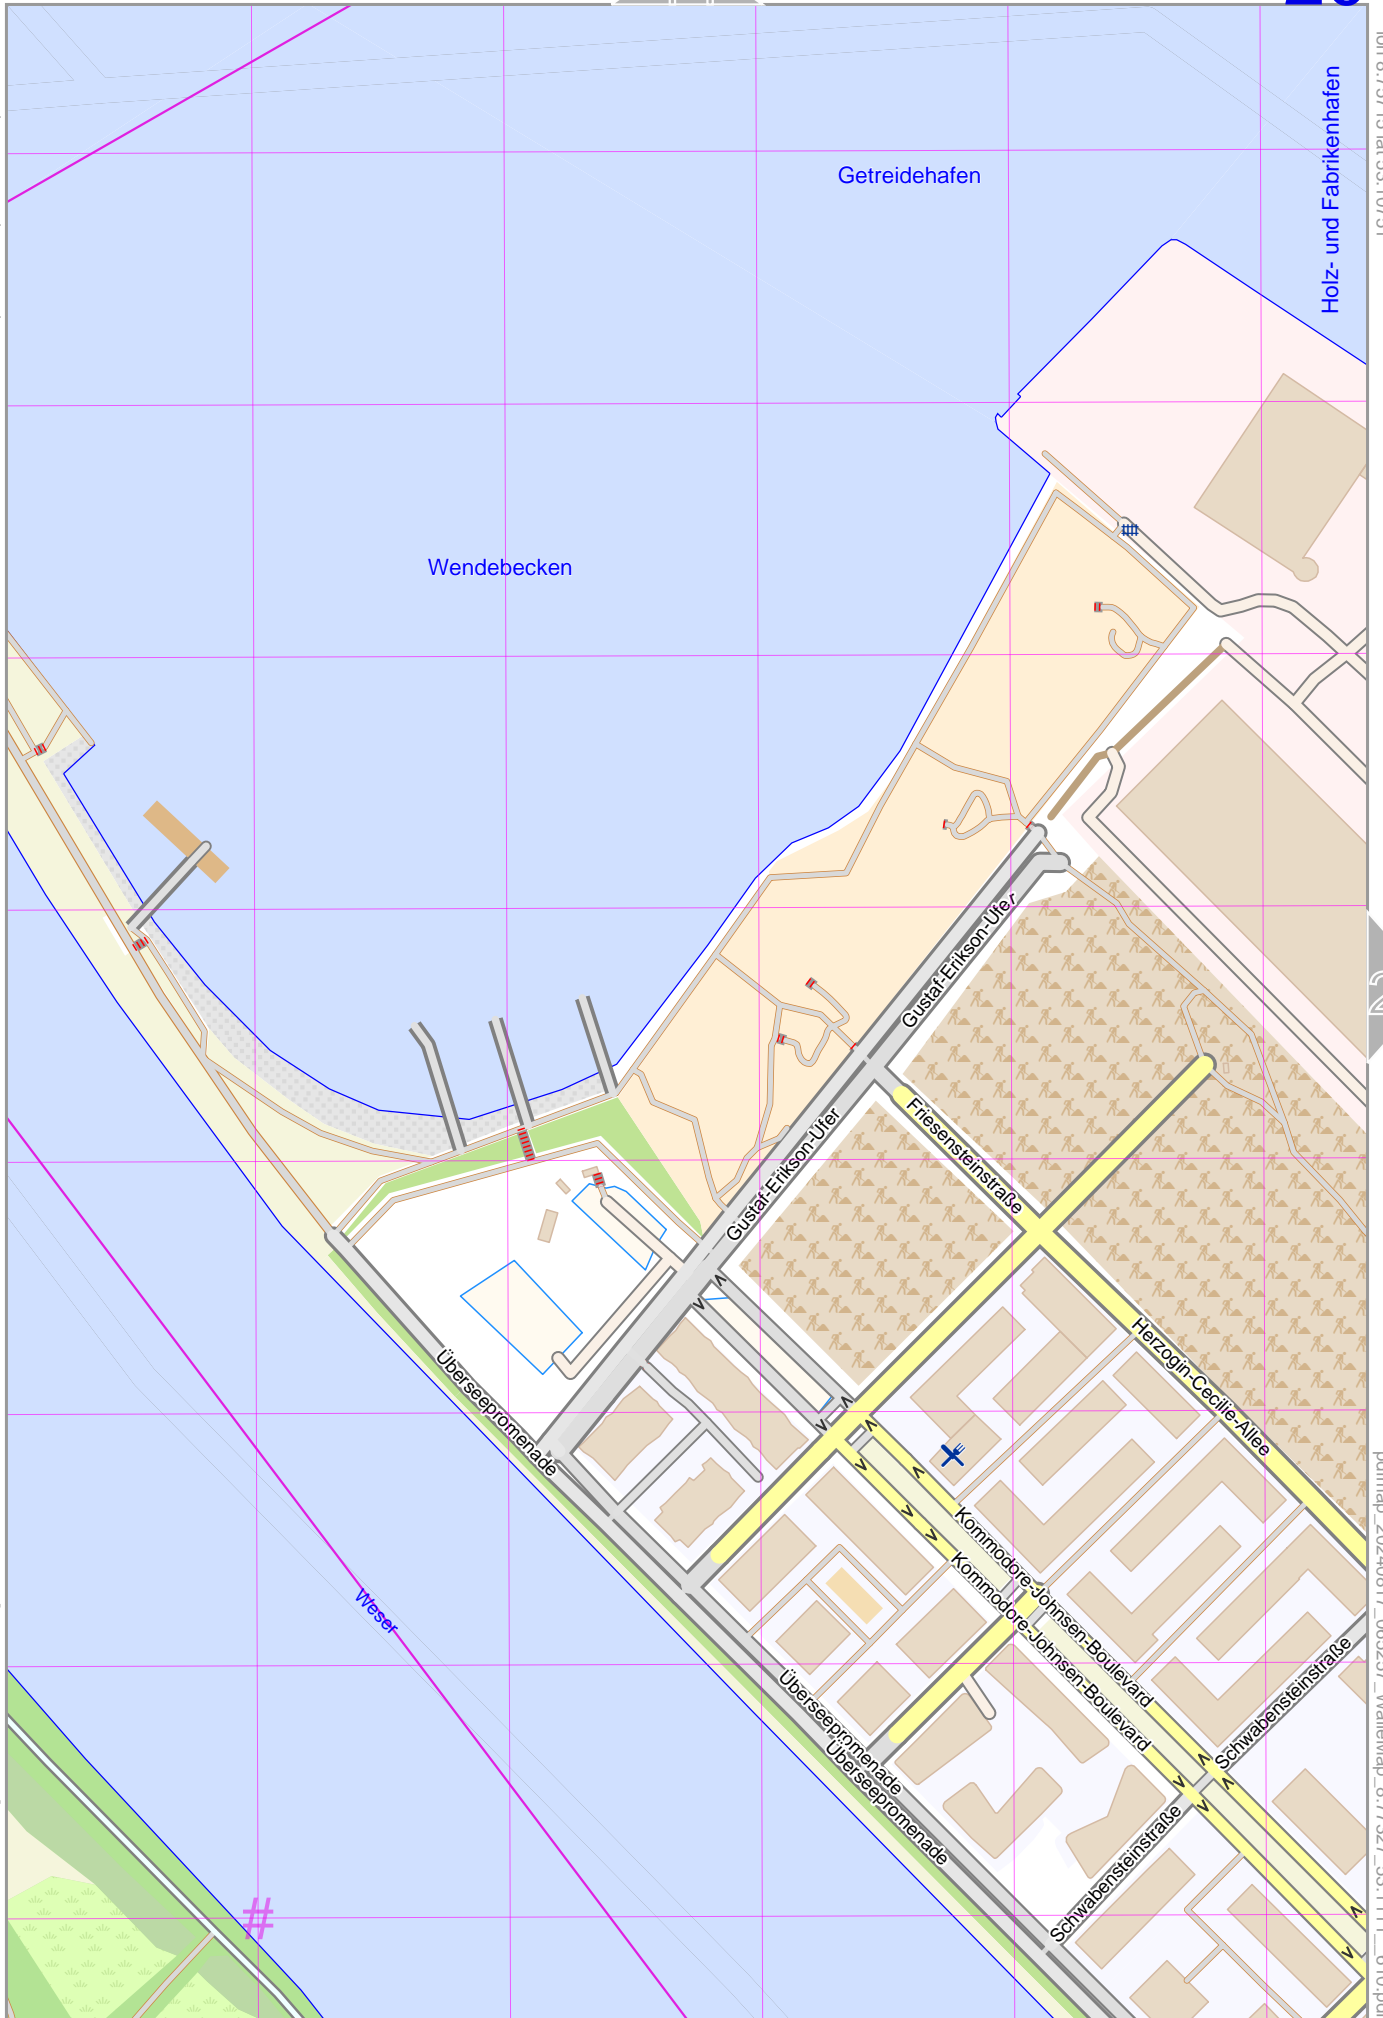 Getreidehafen
Holz- und Fabrikenhafen
Wendebecken
Gustaf-Erikson-Ufer
Gustaf-Erikson-Ufer
Friesensteinstraße
Herzogin-Cecilie-Allee
Überseepromenade
Kommodore-Johnsen-Boulevard
Kommodore-Johnsen-Boulevard
Weser
Überseepromenade
Überseepromenade
Schwabensteinstraße
Schwabensteinstraße
#
2